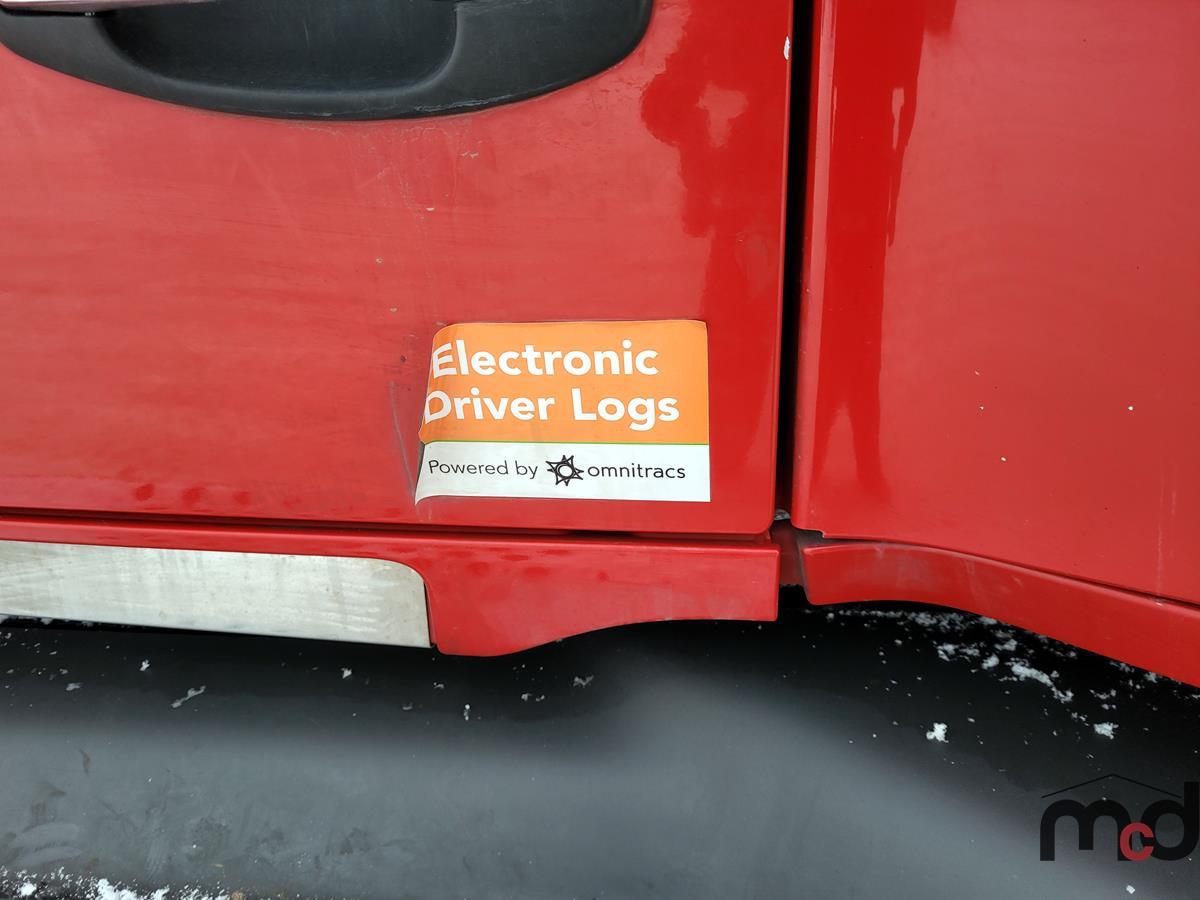 Electronic
Driver Logs
Powered by omnitracs
mcd